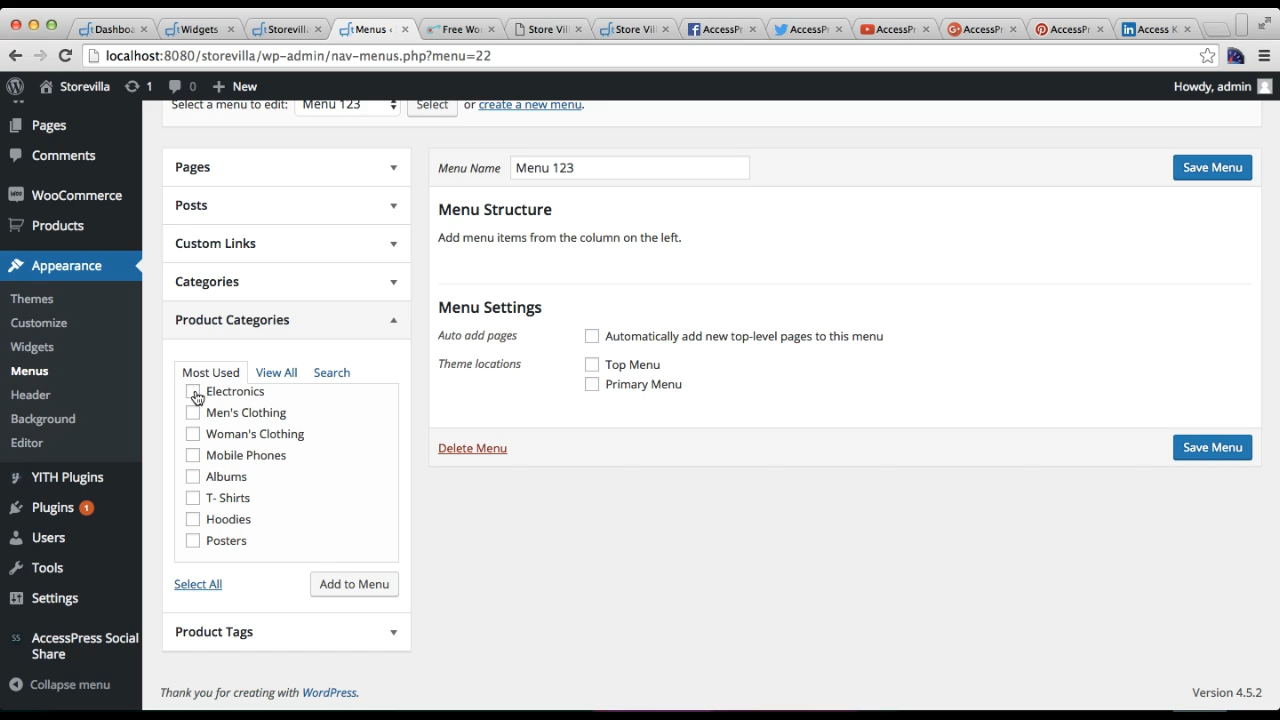 Dashboa
Widgets
Storevill
Menus
Free Wo
Store Vil
Store Vil
AccessPr
AccessPr
AccessPr
AccessPr
AccessPr
Access K
localhost:8080/storevilla/wp-admin/nav-menus.php?menu=22
Storevilla 1 0 + New Howdy, admin
Pages
Comments
WooCommerce
Products
Appearance
Themes
Customize
Widgets
Menus
Header
Background
Editor
YITH Plugins
Plugins 1
Users
Tools
Settings
SS AccessPress Social
Share
Collapse menu
Select a menu to edit: Menu 123 Select or create a new menu.
Pages
Posts
Custom Links
Categories
Product Categories
Most Used View All Search
Electronics
Men's Clothing
Woman's Clothing
Mobile Phones
Albums
T- Shirts
Hoodies
Posters
Select All Add to Menu
Product Tags
Menu Name Menu 123 Save Menu
Menu Structure
Add menu items from the column on the left.
Menu Settings
Auto add pages Automatically add new top-level pages to this menu
Theme locations Top Menu
Primary Menu
Delete Menu Save Menu
Thank you for creating with WordPress. Version 4.5.2